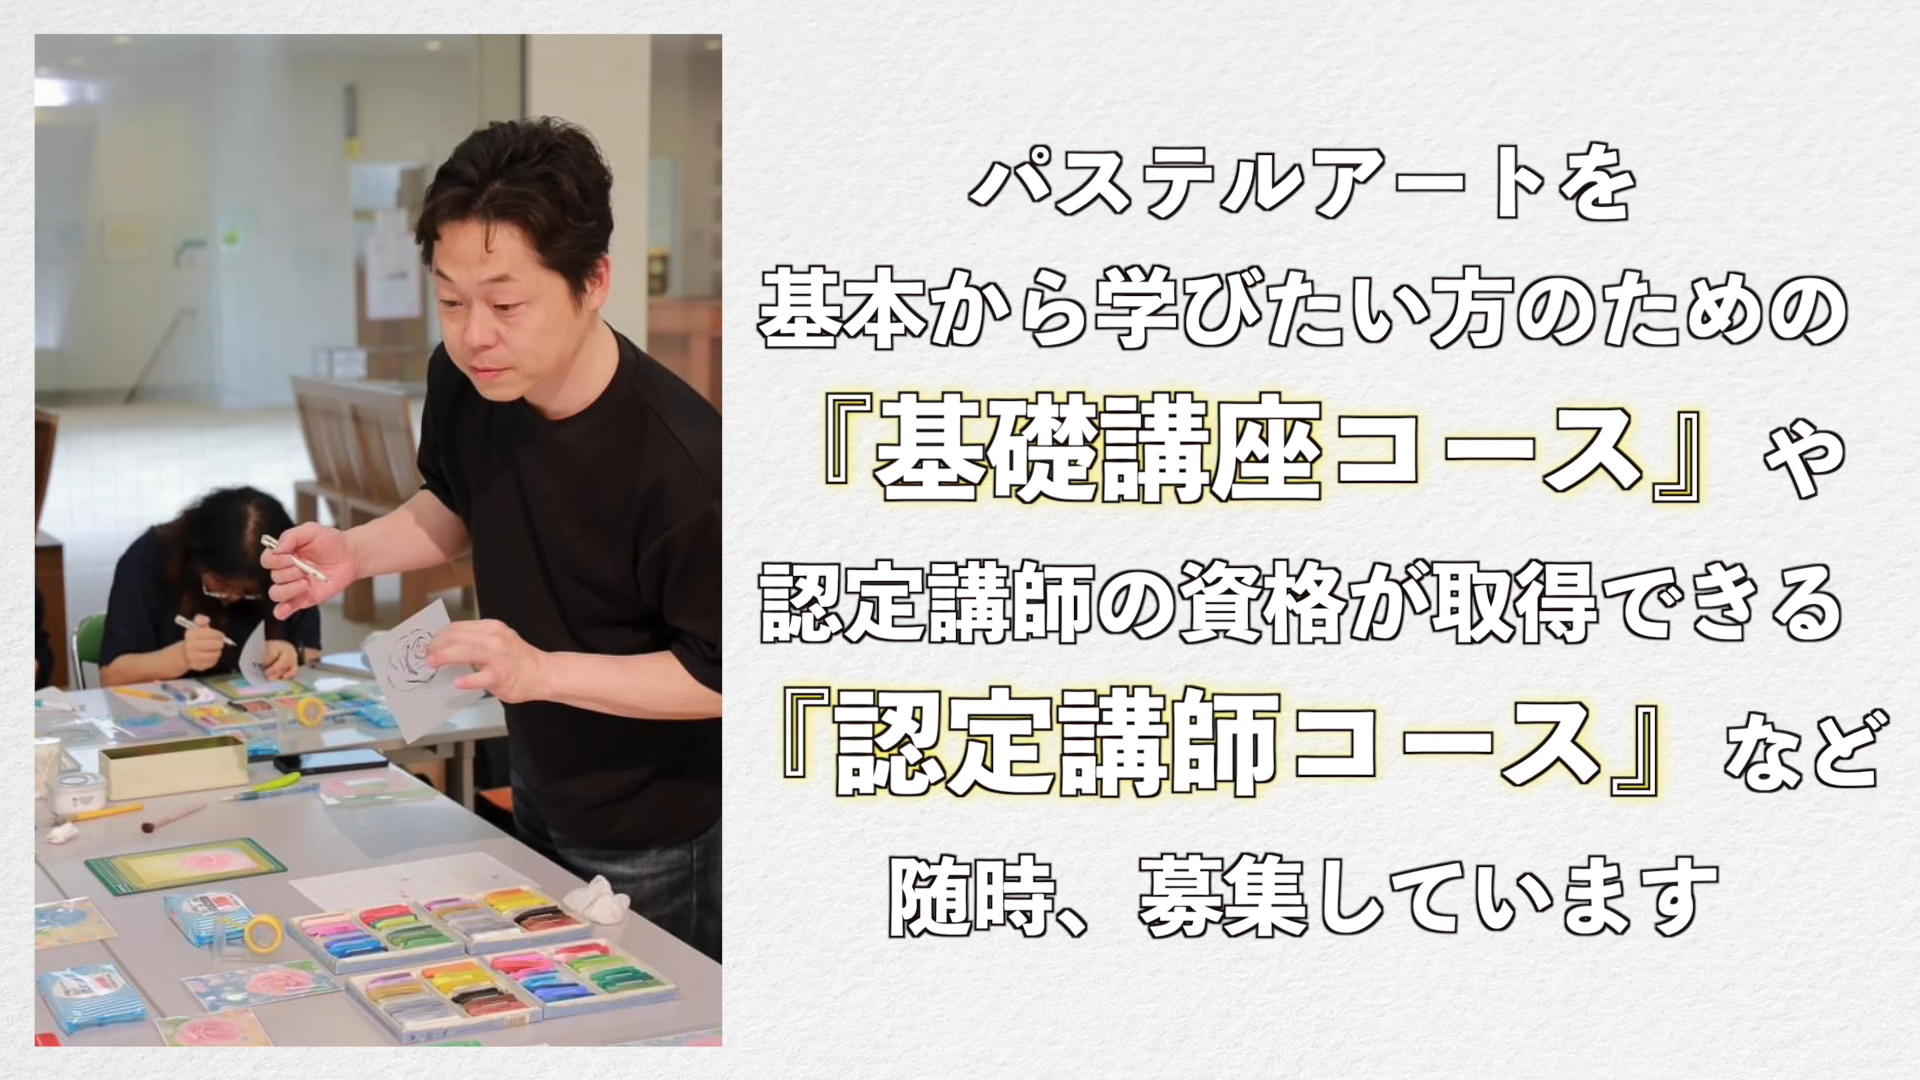 パステルアートを
基本から学びたい方のための
『基礎講座コース』や
認定講師の資格が取得できる
『認定講師コース』など
随時、募集しています